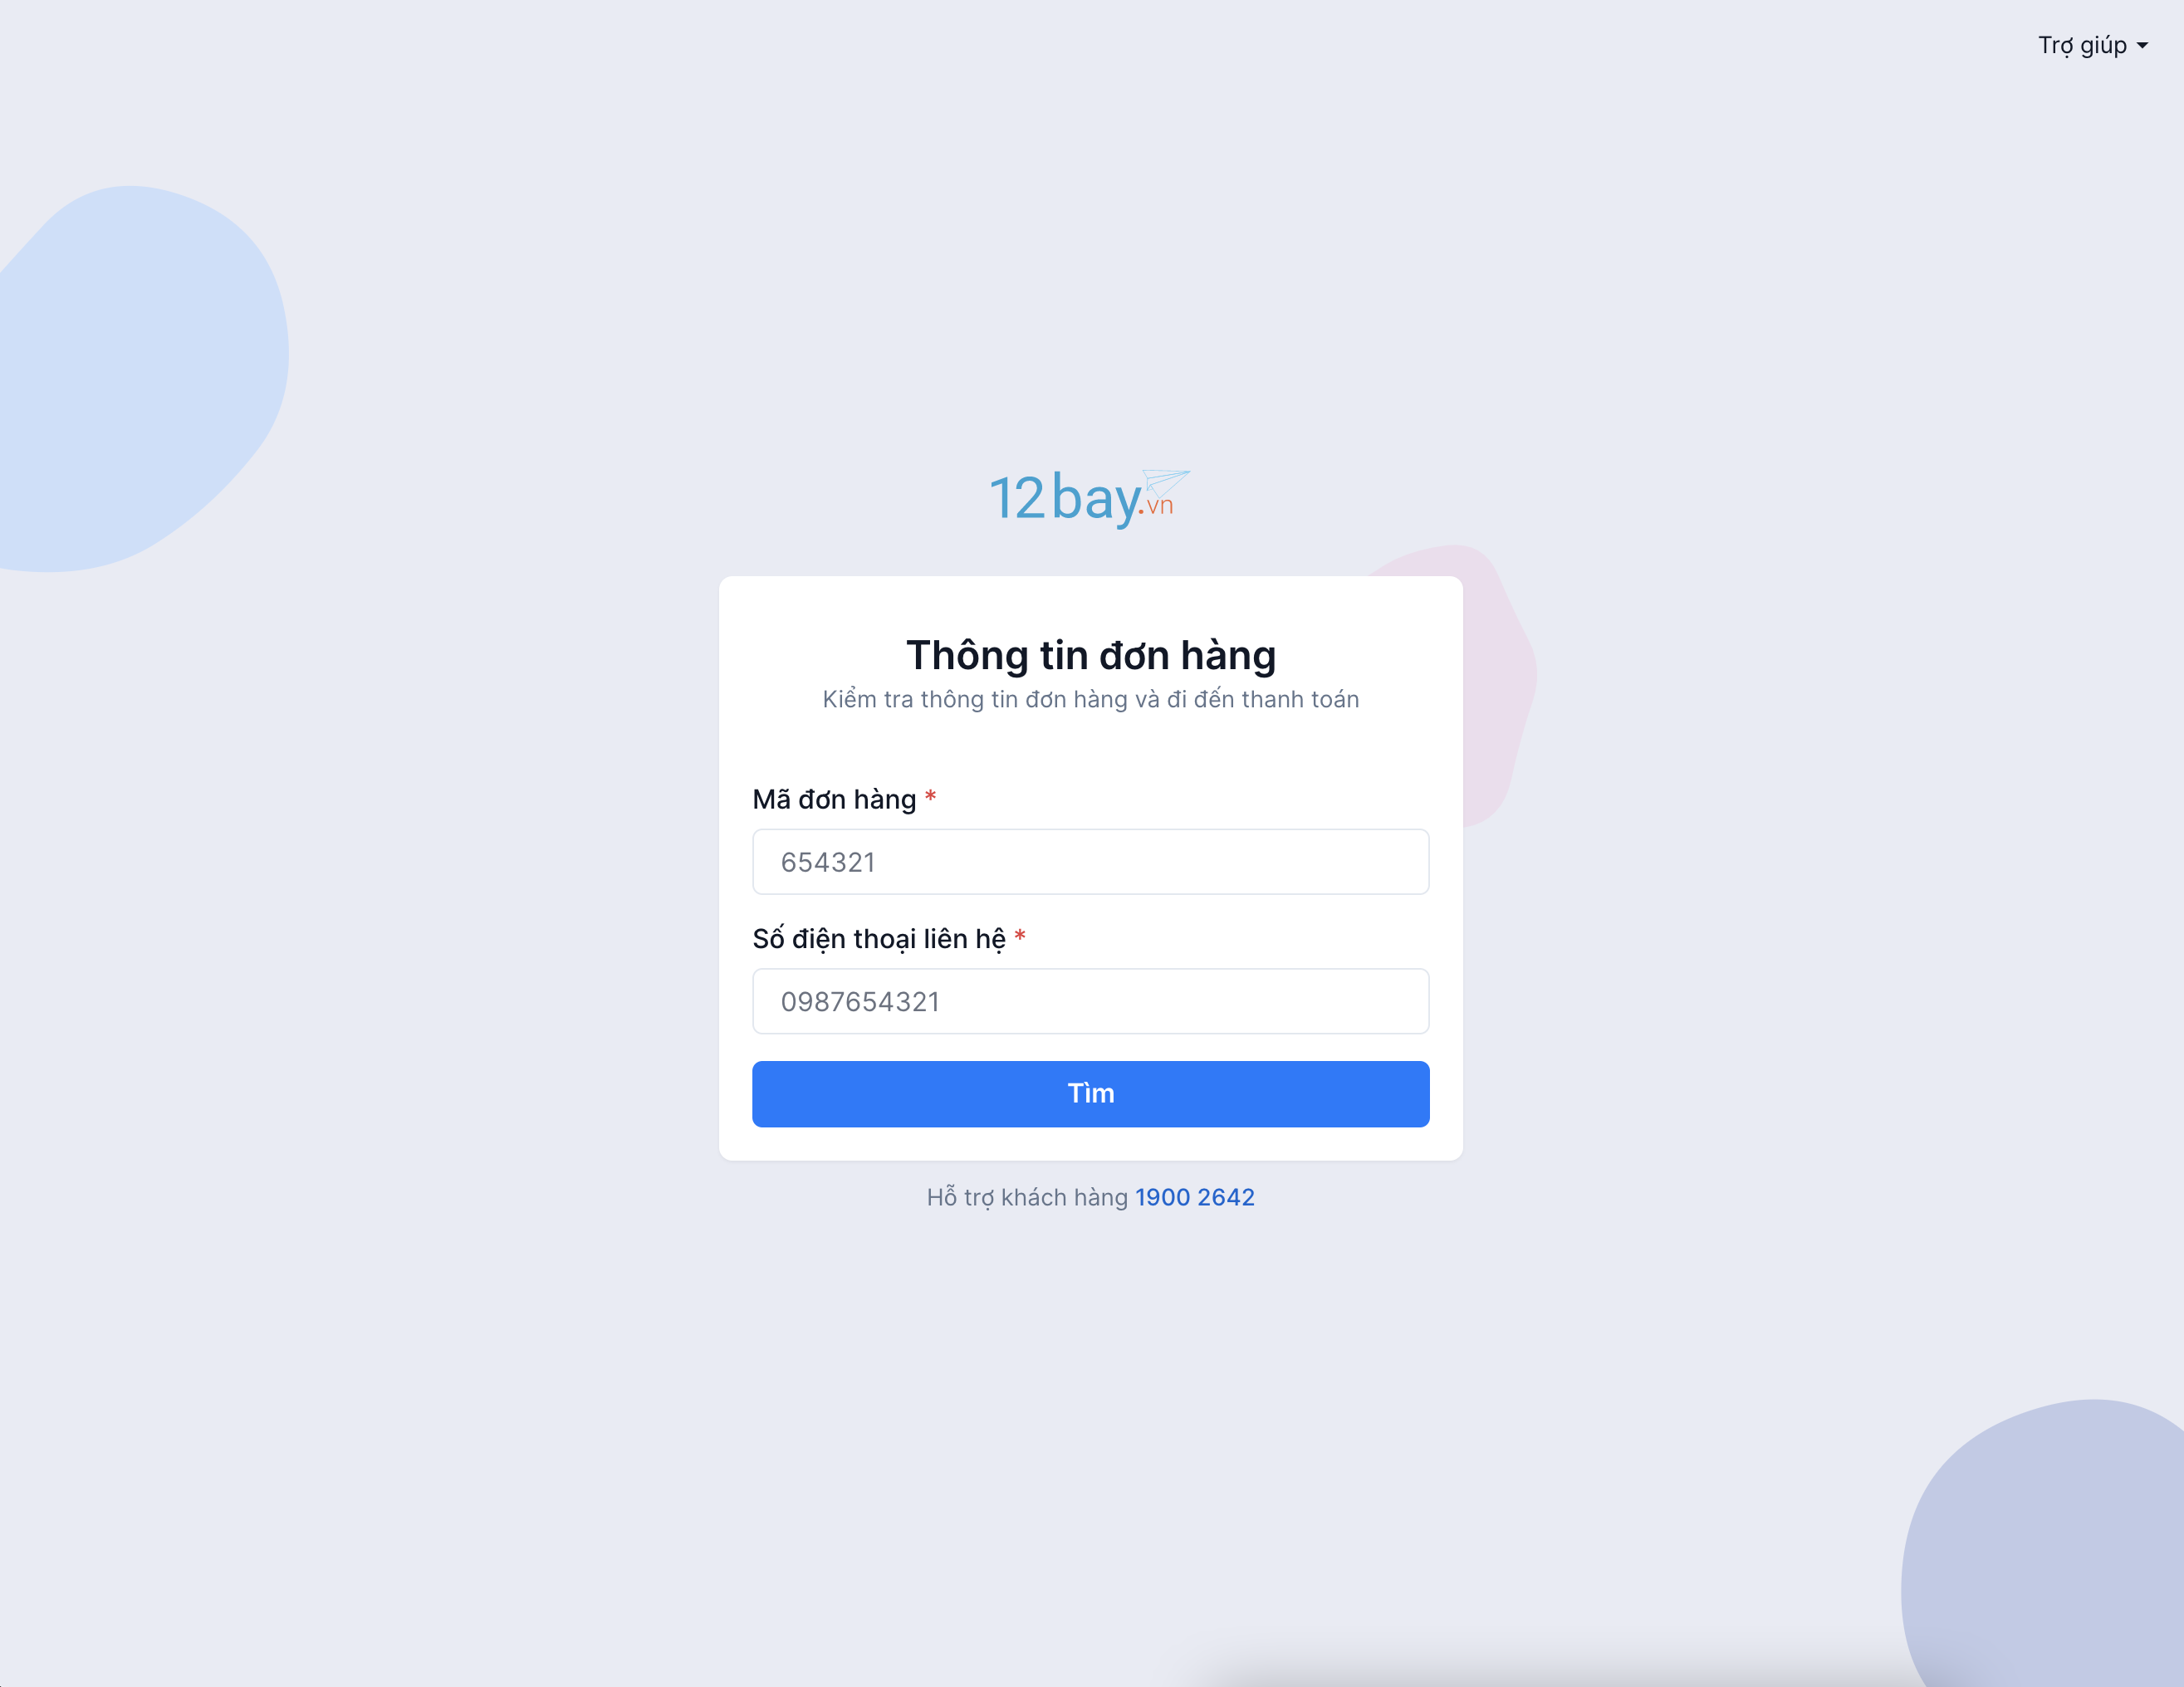 Trợ giúp
12bay.vn
Thông tin đơn hàng
Kiểm tra thông tin đơn hàng và đi đến thanh toán
Mã đơn hàng *
654321
Số điện thoại liên hệ *
0987654321
Tìm
Hỗ trợ khách hàng 1900 2642